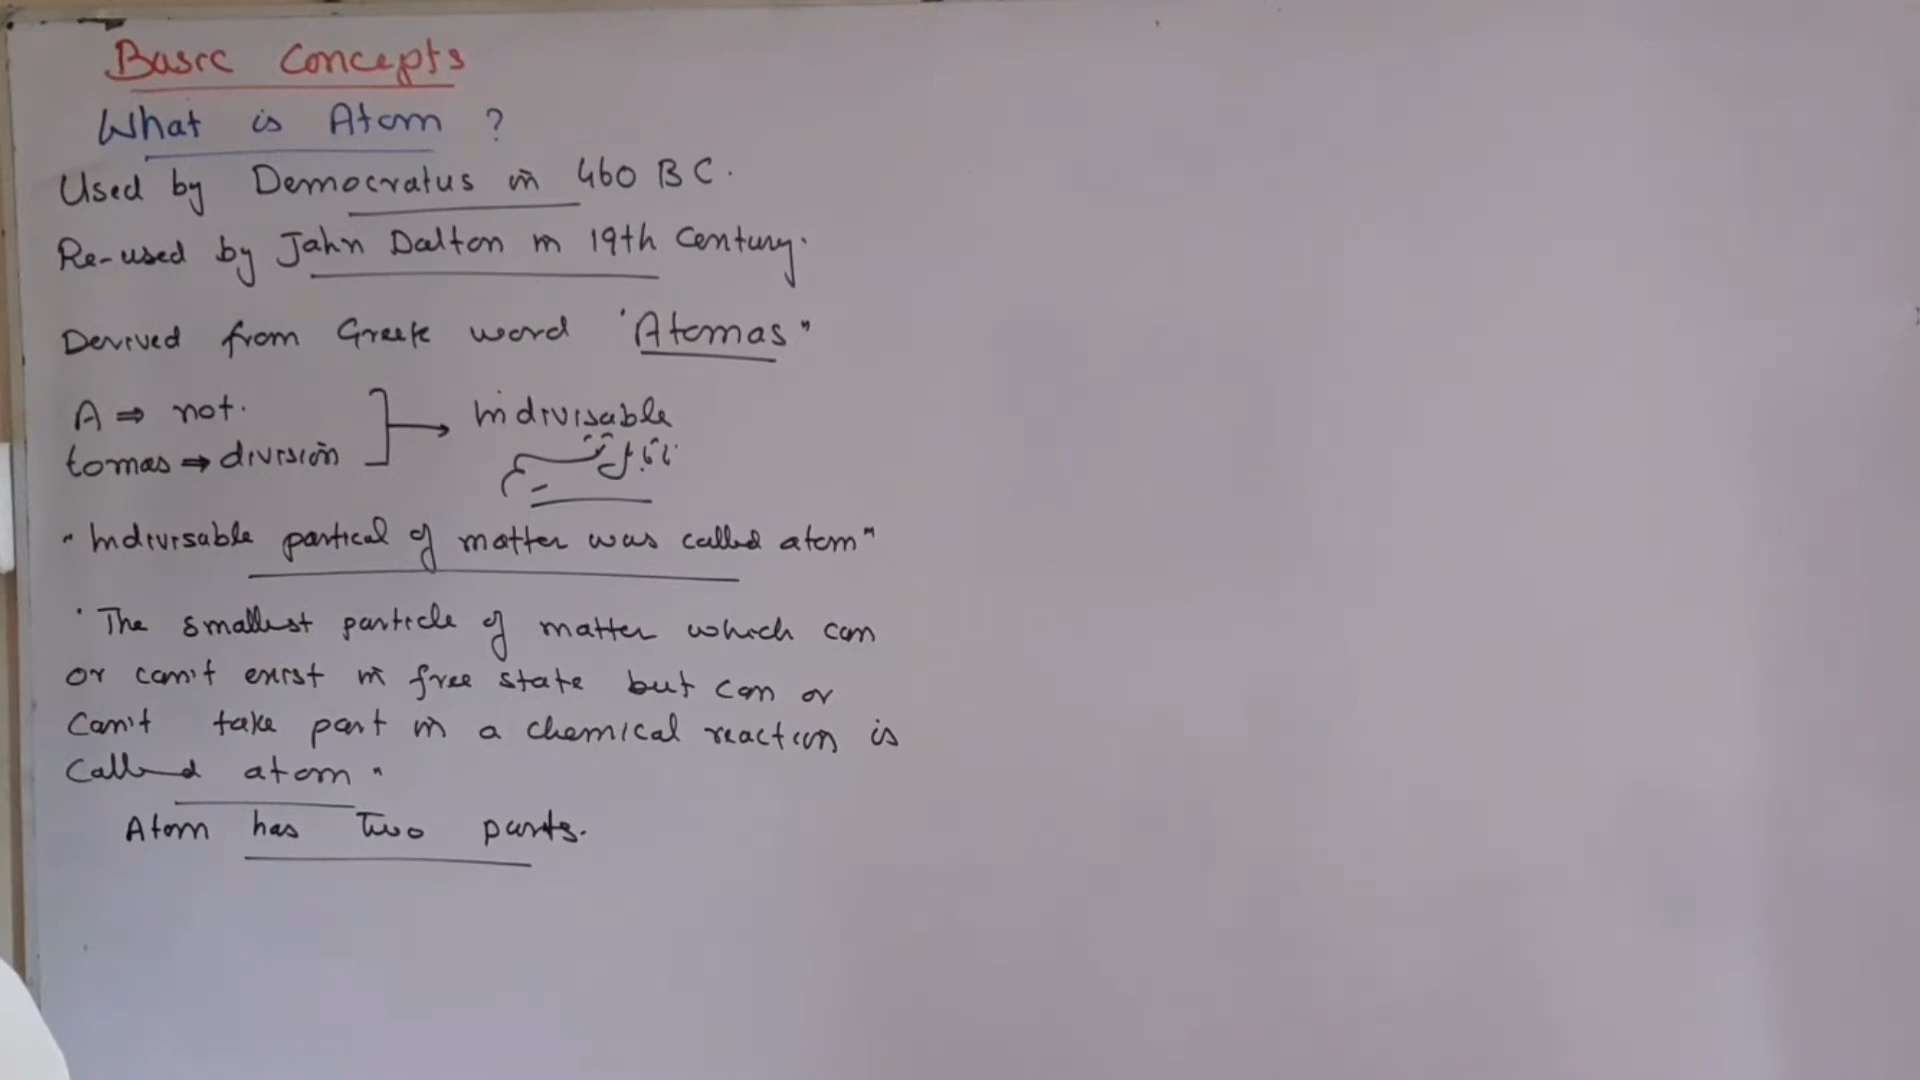 Basic Concepts
What is Atom ?
Used by Democratus in 460 BC.
Re-used by Jahn Dalton in 19th Century.
Derived from Greek word 'Atomas"
A ⇒ not.
tomas ⇒ division
Indivisable
ناقابل تقسیم
"Indivisable partical of matter was called atom"
"The smallest particle of matter which can
or can't exist in free state but can or
Can't take part in a chemical reaction is
Called atom"
Atom has Two parts.